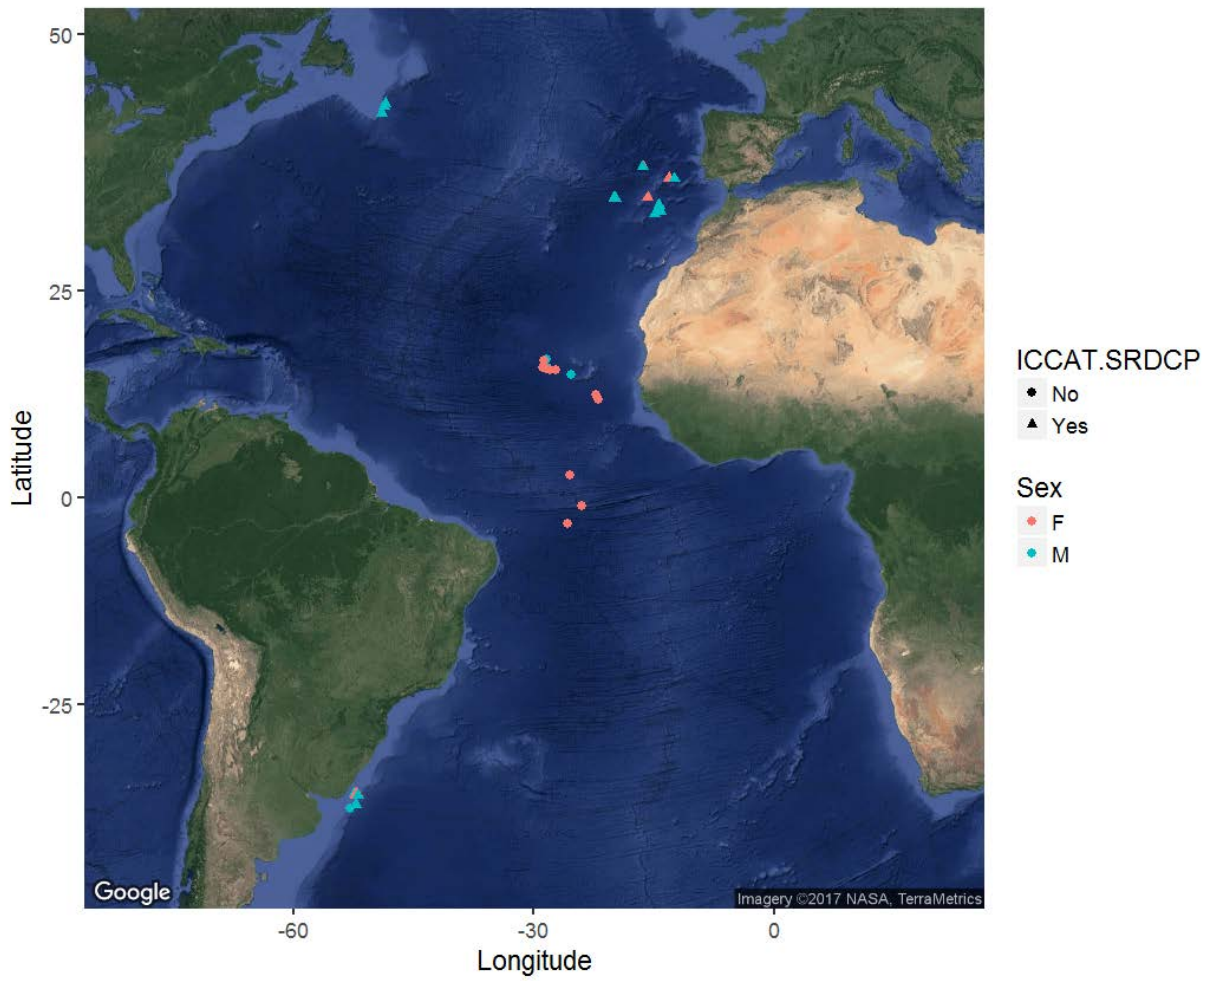 50
25
0
-25
Latitude
-60
-30
0
Longitude
Google
Imagery ©2017 NASA, TerraMetrics
ICCAT.SRDCP
No
Yes
Sex
F
M